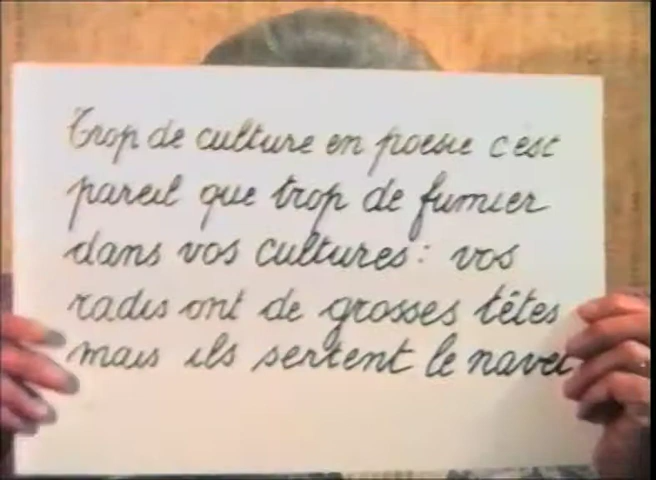 Trop de culture en poésie c'est
pareil que trop de fumier
dans vos cultures : vos
radis ont de grosses têtes
mais ils sentent le navet